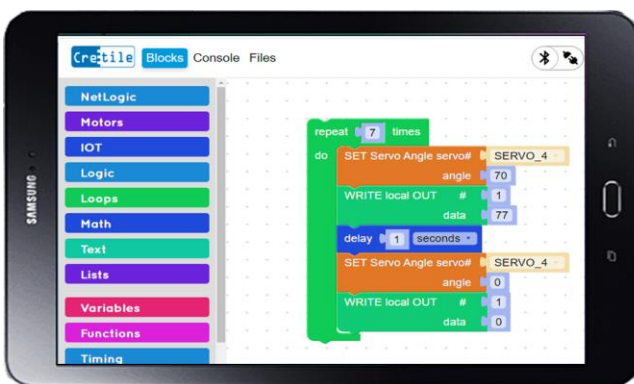 Cretile Blocks Console Files
NetLogic
Motors
IOT
Logic
Loops
Math
Text
Lists
Variables
Functions
Timing
repeat 7 times
do SET Servo Angle servo# SERVO_4
angle 70
WRITE local OUT # 1
data 77
delay 1 seconds
SET Servo Angle servo# SERVO_4
angle 0
WRITE local OUT # 1
data 0
SAMSUNG